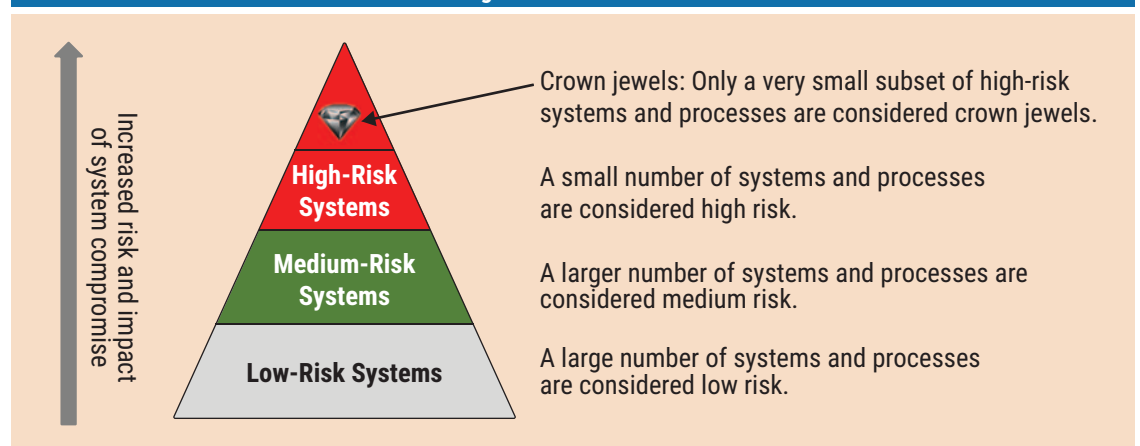 Increased risk and impact
of system compromise
Crown jewels: Only a very small subset of high-risk
systems and processes are considered crown jewels.
High-Risk
Systems
A small number of systems and processes
are considered high risk.
Medium-Risk
Systems
A larger number of systems and processes are
considered medium risk.
Low-Risk Systems
A large number of systems and processes
are considered low risk.